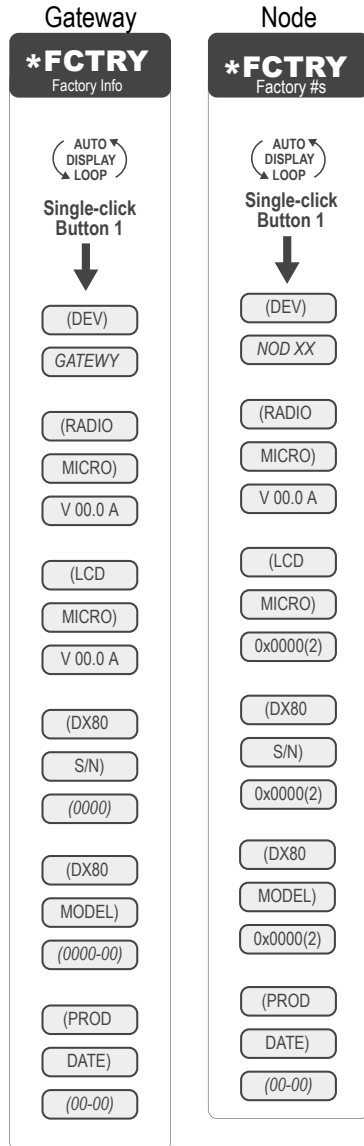 Gateway
*FCTRY
Factory Info
AUTO
DISPLAY
LOOP
Single-click
Button 1
(DEV)
GATEWY
(RADIO
MICRO)
V 00.0 A
(LCD
MICRO)
V 00.0 A
(DX80
S/N)
(0000)
(DX80
MODEL)
(0000-00)
(PROD
DATE)
(00-00)
Node
*FCTRY
Factory #s
AUTO
DISPLAY
LOOP
Single-click
Button 1
(DEV)
NOD XX
(RADIO
MICRO)
V 00.0 A
(LCD
MICRO)
0x0000(2)
(DX80
S/N)
0x0000(2)
(DX80
MODEL)
0x0000(2)
(PROD
DATE)
(00-00)